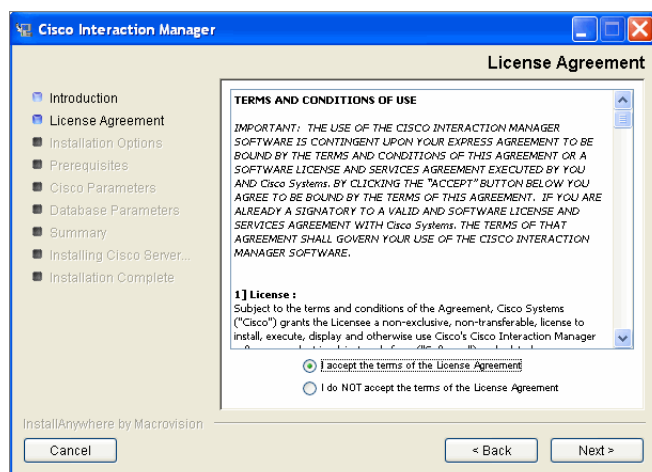 Cisco Interaction Manager
License Agreement
Introduction
License Agreement
Installation Options
Prerequisites
Cisco Parameters
Database Parameters
Summary
Installing Cisco Server...
Installation Complete
TERMS AND CONDITIONS OF USE
IMPORTANT: THE USE OF THE CISCO INTERACTION MANAGER
SOFTWARE IS CONTINGENT UPON YOUR EXPRESS AGREEMENT TO BE
BOUND BY THE TERMS AND CONDITIONS OF THIS AGREEMENT OR A
SOFTWARE LICENSE AND SERVICES AGREEMENT EXECUTED BY YOU
AND Cisco Systems. BY CLICKING THE "ACCEPT" BUTTON BELOW YOU
AGREE TO BE BOUND BY THE TERMS OF THIS AGREEMENT. IF YOU ARE
ALREADY A SIGNATORY TO A VALID AND SOFTWARE LICENSE AND
SERVICES AGREEMENT WITH Cisco Systems. THE TERMS OF THAT
AGREEMENT SHALL GOVERN YOUR USE OF THE CISCO INTERACTION
MANAGER SOFTWARE.
1] License :
Subject to the terms and conditions of the Agreement, Cisco Systems
("Cisco") grants the Licensee a non-exclusive, non-transferable, license to
install, execute, display and otherwise use Cisco's Cisco Interaction Manager
I accept the terms of the License Agreement
I do NOT accept the terms of the License Agreement
InstallAnywhere by Macrovision
Cancel
< Back
Next >